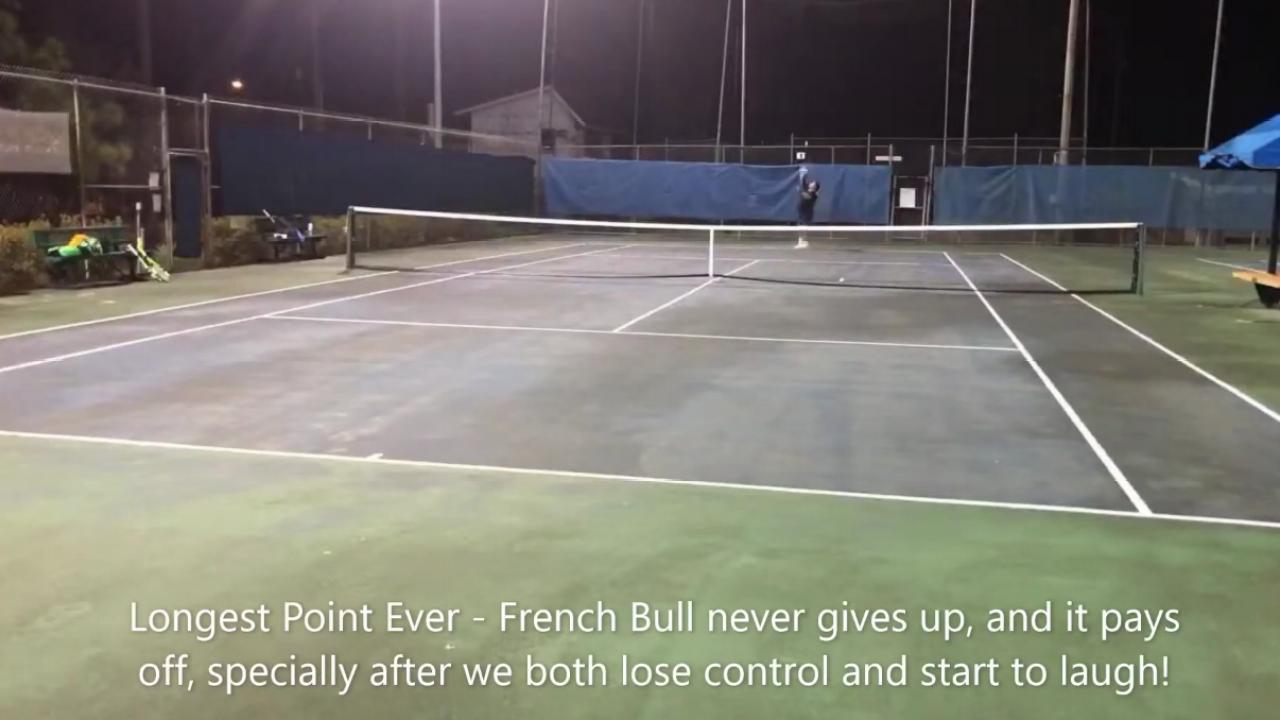 Longest Point Ever - French Bull never gives up, and it pays
off, specially after we both lose control and start to laugh!